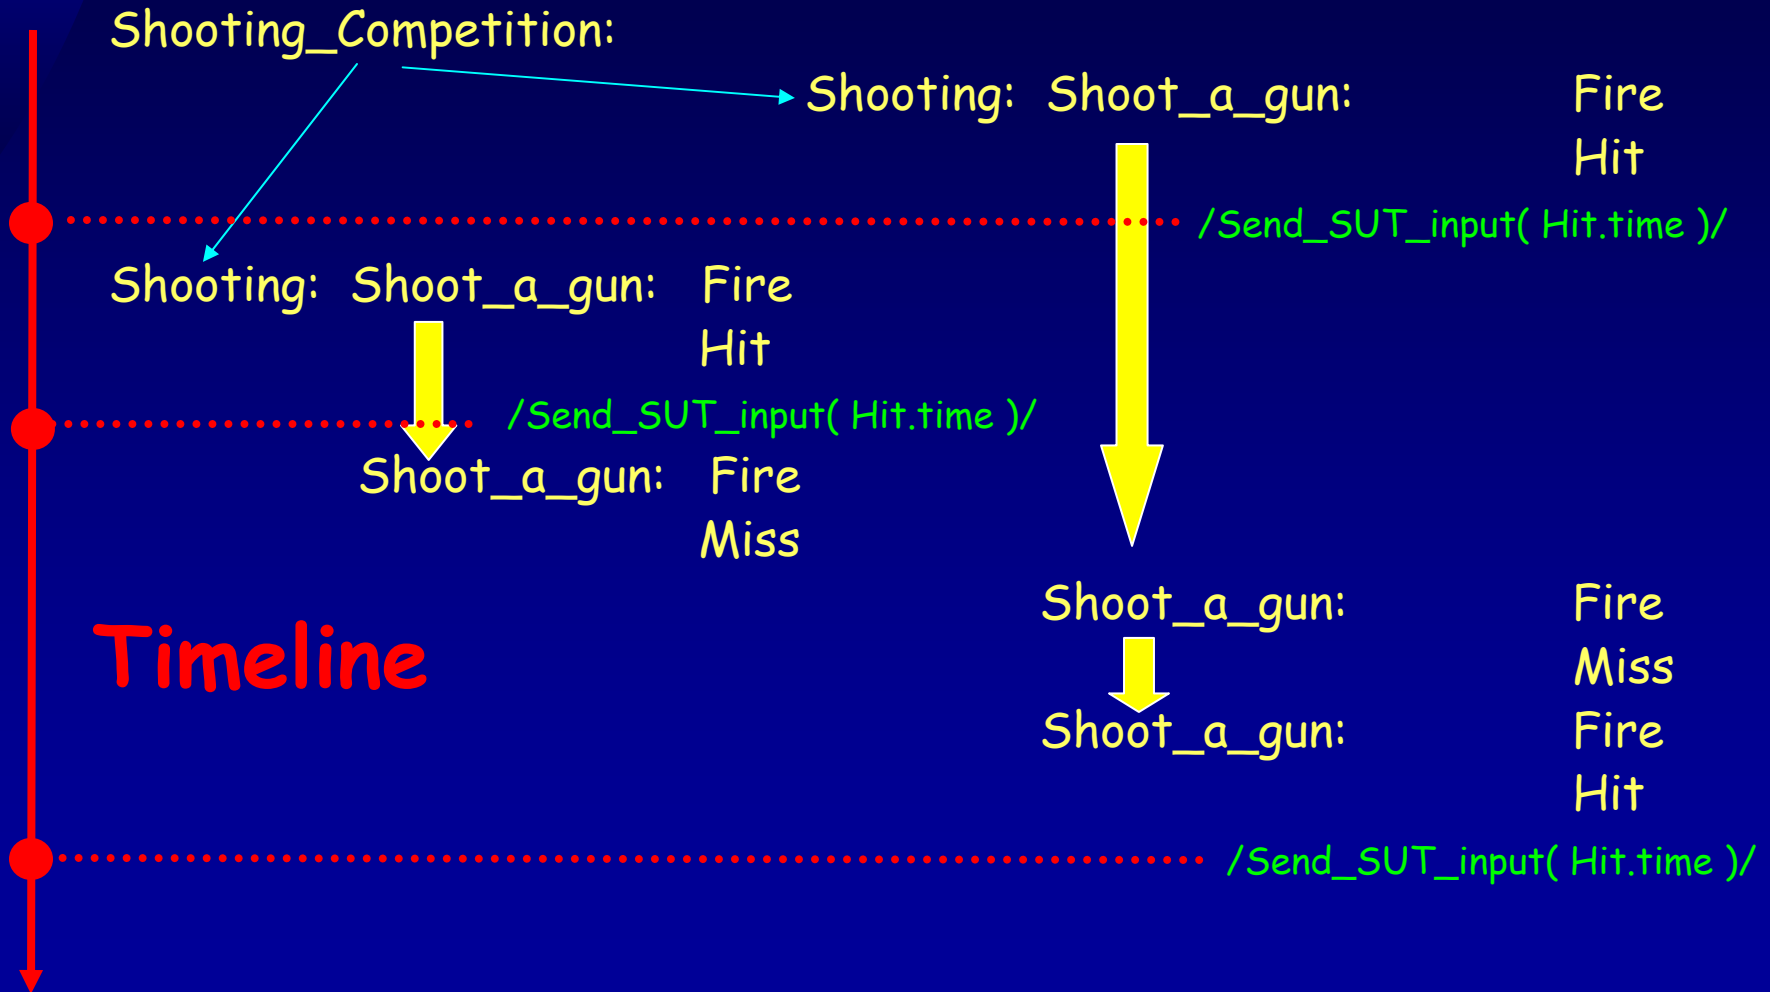 Shooting_Competition:
Shooting: Shoot_a_gun: Fire
Hit
/Send_SUT_input( Hit.time )/
Shooting: Shoot_a_gun: Fire
Hit
/Send_SUT_input( Hit.time )/
Shoot_a_gun: Fire
Miss
Shoot_a_gun: Fire
Miss
Timeline
Shoot_a_gun: Fire
Hit
/Send_SUT_input( Hit.time )/